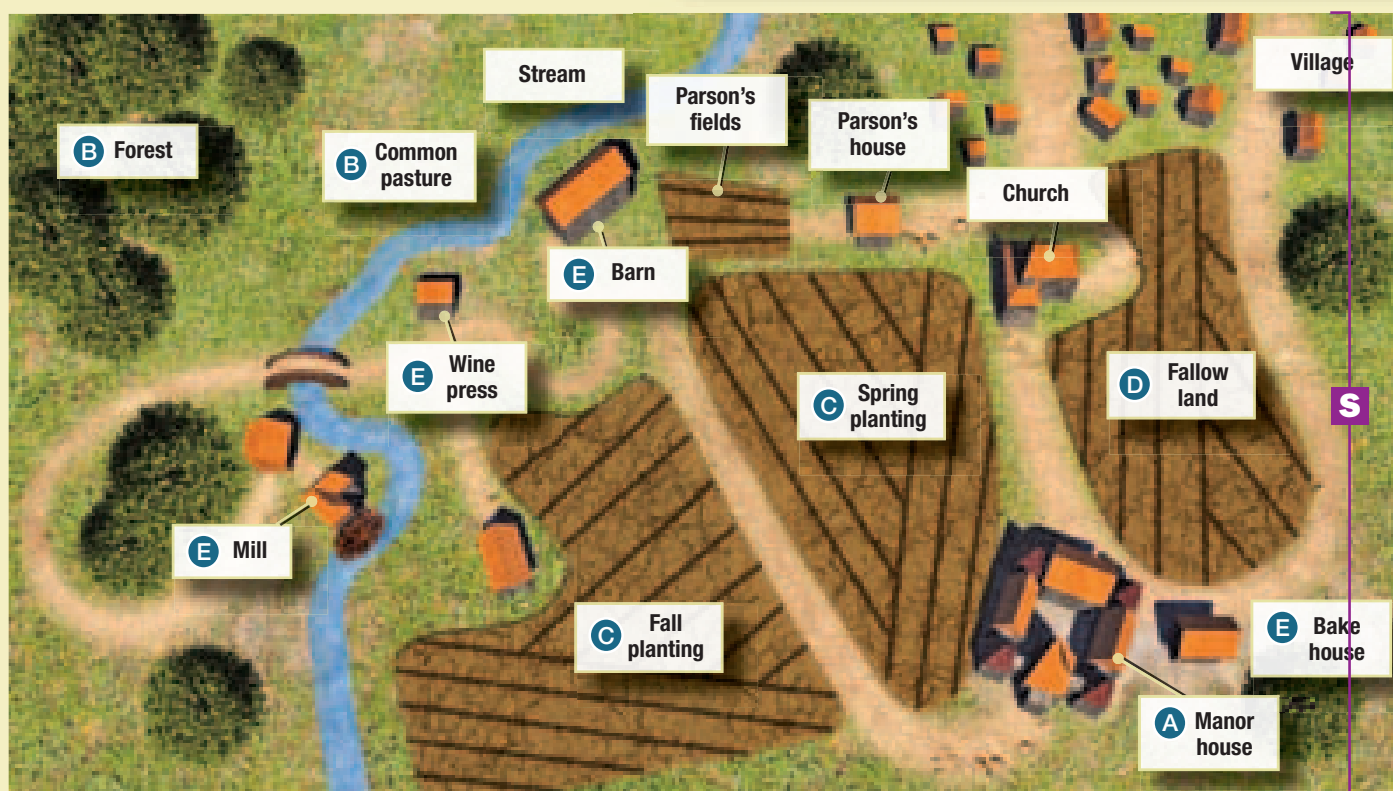 Stream
Village
Parson's
fields
Parson's
house
B Forest
B Common
pasture
Church
E Barn
E Wine
press
C Spring
planting
D Fallow
land
S
E Mill
C Fall
planting
E Bake
house
A Manor
house